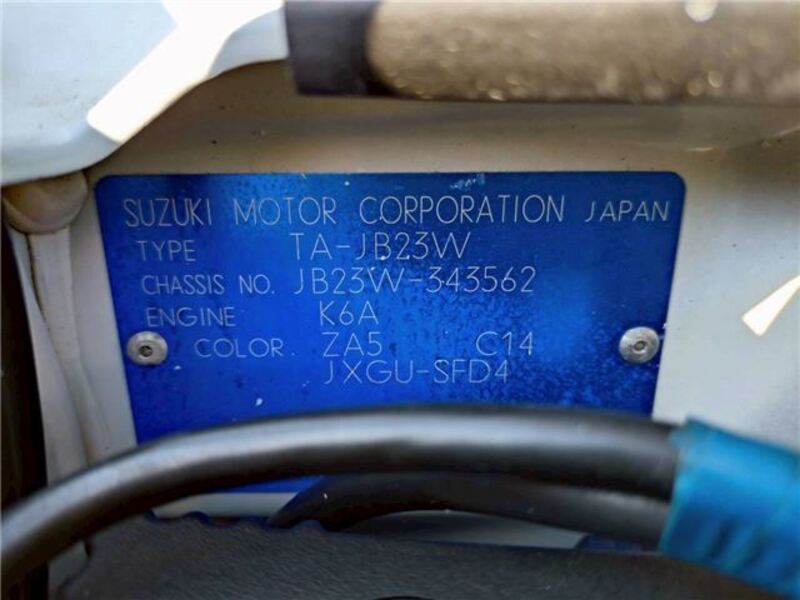 SUZUKI MOTOR CORPORATION JAPAN
TYPE TA-JB23W
CHASSIS NO. JB23W-343562
ENGINE K6A
COLOR ZA5 C14
JXGU-SFD4